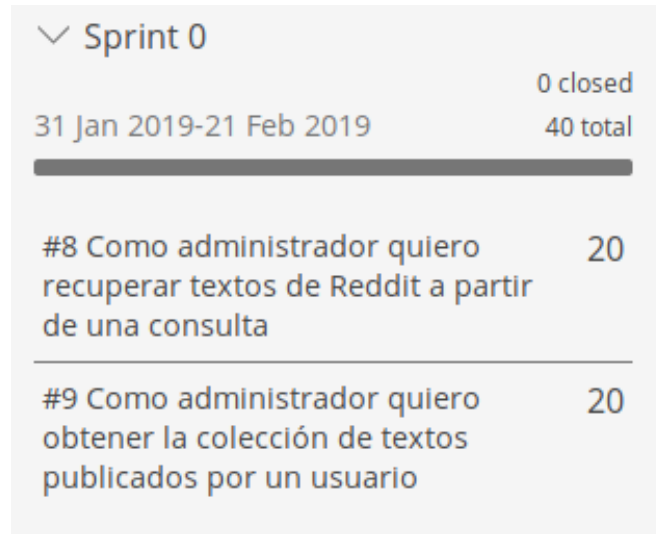 Sprint 0
0 closed
31 Jan 2019-21 Feb 2019 40 total
#8 Como administrador quiero 20
recuperar textos de Reddit a partir
de una consulta
#9 Como administrador quiero 20
obtener la colección de textos
publicados por un usuario